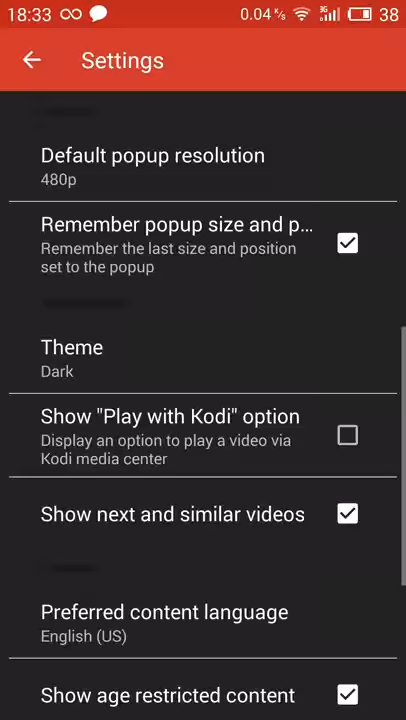 18:33 0.04 K/s 3G 38
Settings
Default popup resolution
480p
Remember popup size and p...
Remember the last size and position
set to the popup
Theme
Dark
Show "Play with Kodi" option
Display an option to play a video via
Kodi media center
Show next and similar videos
Preferred content language
English (US)
Show age restricted content